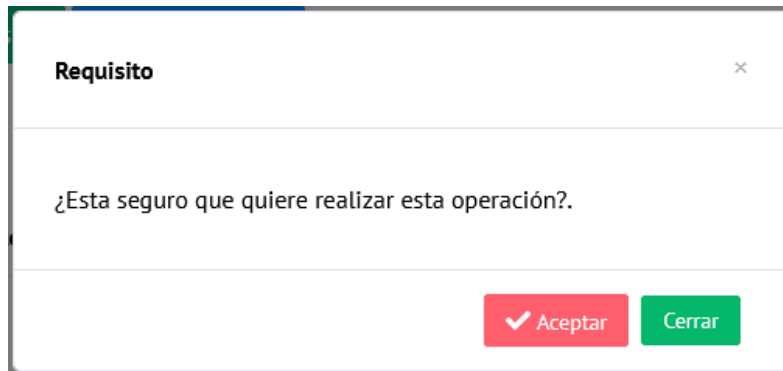 Requisito
×
¿Esta seguro que quiere realizar esta operación?.
Aceptar
Cerrar